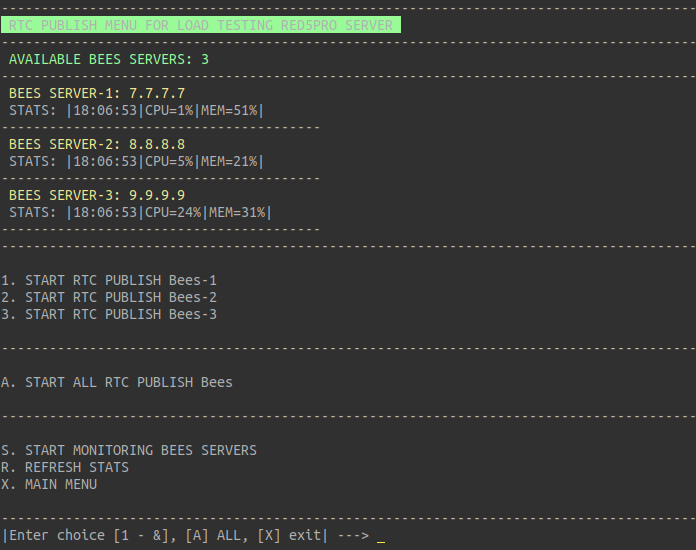 RTC PUBLISH MENU FOR LOAD TESTING RED5PRO SERVER
AVAILABLE BEES SERVERS: 3
BEES SERVER-1: 7.7.7.7
STATS: |18:06:53|CPU=1%|MEM=51%|
BEES SERVER-2: 8.8.8.8
STATS: |18:06:53|CPU=5%|MEM=21%|
BEES SERVER-3: 9.9.9.9
STATS: |18:06:53|CPU=24%|MEM=31%|
1. START RTC PUBLISH Bees-1
2. START RTC PUBLISH Bees-2
3. START RTC PUBLISH Bees-3
A. START ALL RTC PUBLISH Bees
S. START MONITORING BEES SERVERS
R. REFRESH STATS
X. MAIN MENU
|Enter choice [1 - &], [A] ALL, [X] exit| ---> _